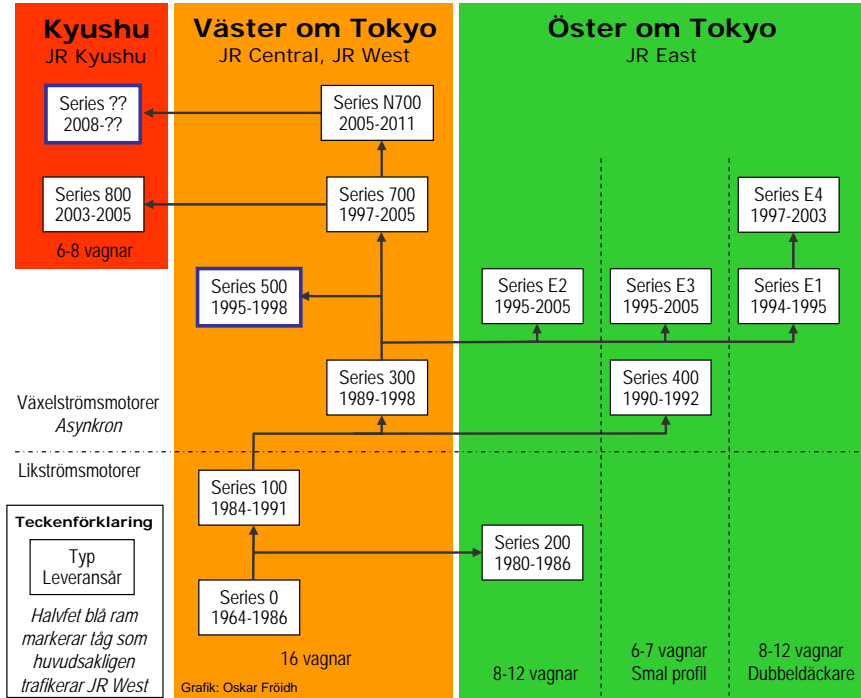 Kyushu
JR Kyushu
Väster om Tokyo
JR Central, JR West
Öster om Tokyo
JR East
Series ??
2008-??
Series N700
2005-2011
Series 800
2003-2005
6-8 vagnar
Series 700
1997-2005
Series E4
1997-2003
Series 500
1995-1998
Series E2
1995-2005
Series E3
1995-2005
Series E1
1994-1995
Series 300
1989-1998
Series 400
1990-1992
Växelströmsmotorer
Asynkron
Likströmsmotorer
Series 100
1984-1991
Series 200
1980-1986
Series 0
1964-1986
Teckenförklaring
Typ
Leveransår
Halvfet blå ram
markerar tåg som
huvudsakligen
trafikerar JR West
16 vagnar
Grafik: Oskar Fröidh
8-12 vagnar
6-7 vagnar
Smal profil
8-12 vagnar
Dubbeldäckare